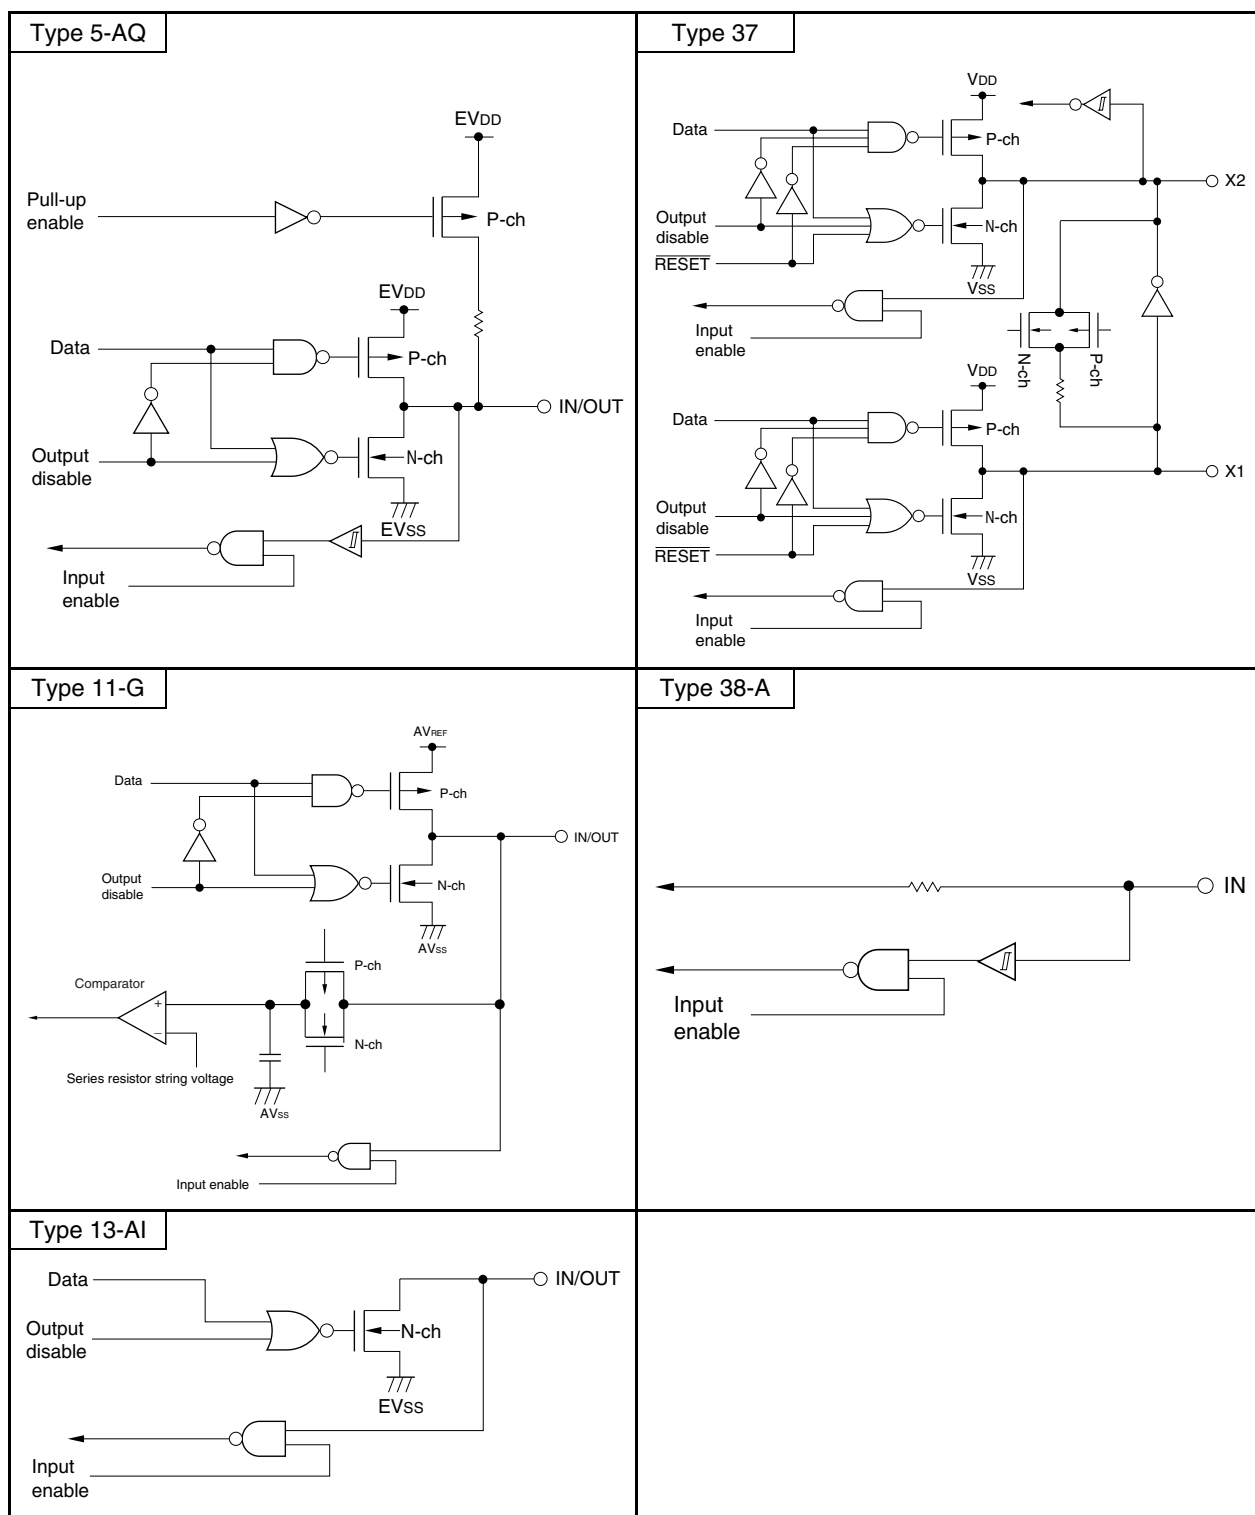 Type 5-AQ
EVDD
Pull-up
enable
P-ch
EVDD
Data
P-ch
IN/OUT
Output
disable
N-ch
EVSS
Input
enable
Type 37
VDD
Data
P-ch
X2
Output
disable
N-ch
RESET
VSS
Input
enable
N-ch
P-ch
VDD
Data
P-ch
X1
Output
disable
N-ch
RESET
VSS
Input
enable
Type 11-G
AVREF
Data
P-ch
IN/OUT
Output
disable
N-ch
AVSS
P-ch
Comparator
+
−
N-ch
Series resistor string voltage
AVSS
Input enable
Type 38-A
IN
Input
enable
Type 13-AI
Data
IN/OUT
Output
disable
N-ch
EVSS
Input
enable